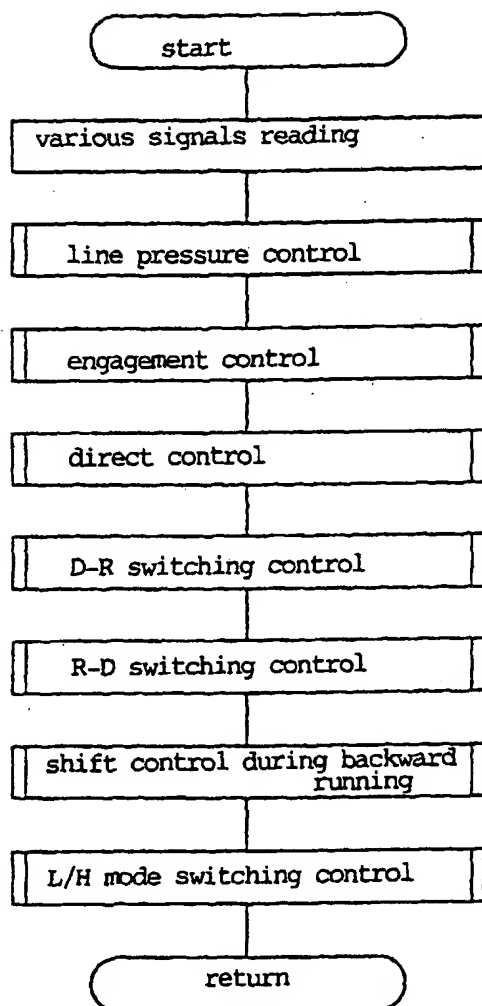 start
various signals reading
line pressure control
engagement control
direct control
D-R switching control
R-D switching control
shift control during backward
running
L/H mode switching control
return